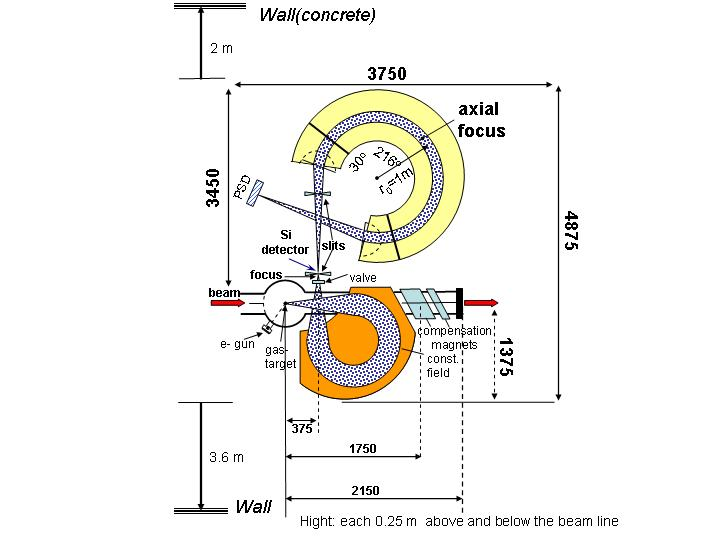 Wall(concrete)
2 m
3750
axial
focus
30º
216º
r₀=1m
3450
PSD
4875
Si
detector
slits
focus
valve
beam
e- gun
gas-
target
compensation
magnets
const.
field
1375
375
1750
3.6 m
2150
Wall
Hight: each 0.25 m above and below the beam line